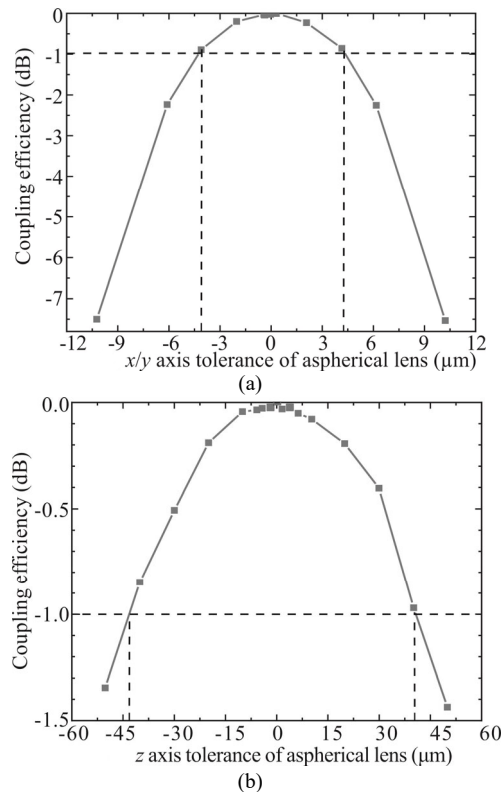 Coupling efficiency (dB)
0
-1
-1
-3
-4
-5
-6
-7
-12 -9 -6 -3 0 3 6 9 12
x/y axis tolerance of aspherical lens (μm)
(a)
Coupling efficiency (dB)
0.0
-0.5
-1.0
-1.5
-60 -45 -30 -15 0 15 30 45 60
z axis tolerance of aspherical lens (μm)
(b)